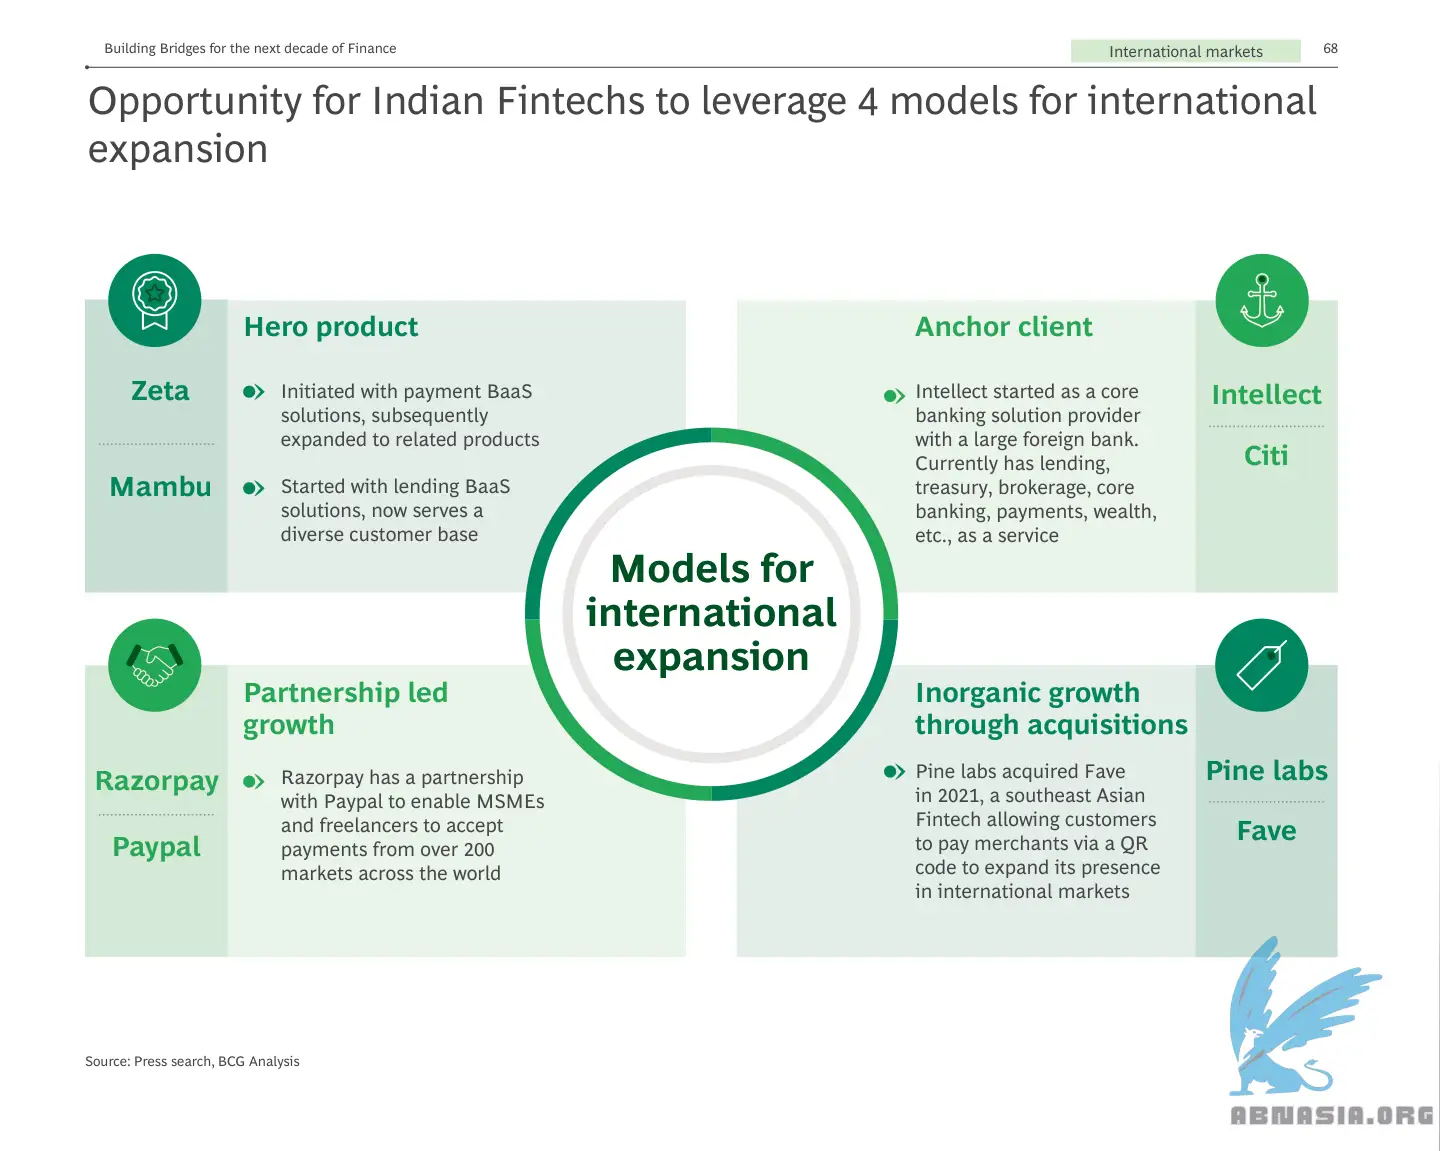 Building Bridges for the next decade of Finance
International markets
68
Opportunity for Indian Fintechs to leverage 4 models for international
expansion
Hero product
Zeta
Initiated with payment BaaS
solutions, subsequently
expanded to related products
Mambu
Started with lending BaaS
solutions, now serves a
diverse customer base
Anchor client
Intellect started as a core
banking solution provider
with a large foreign bank.
Currently has lending,
treasury, brokerage, core
banking, payments, wealth,
etc., as a service
Intellect
Citi
Models for
international
expansion
Partnership led
growth
Razorpay
Paypal
Razorpay has a partnership
with Paypal to enable MSMEs
and freelancers to accept
payments from over 200
markets across the world
Inorganic growth
through acquisitions
Pine labs acquired Fave
in 2021, a southeast Asian
Fintech allowing customers
to pay merchants via a QR
code to expand its presence
in international markets
Pine labs
Fave
Source: Press search, BCG Analysis
ABNASIA.ORG